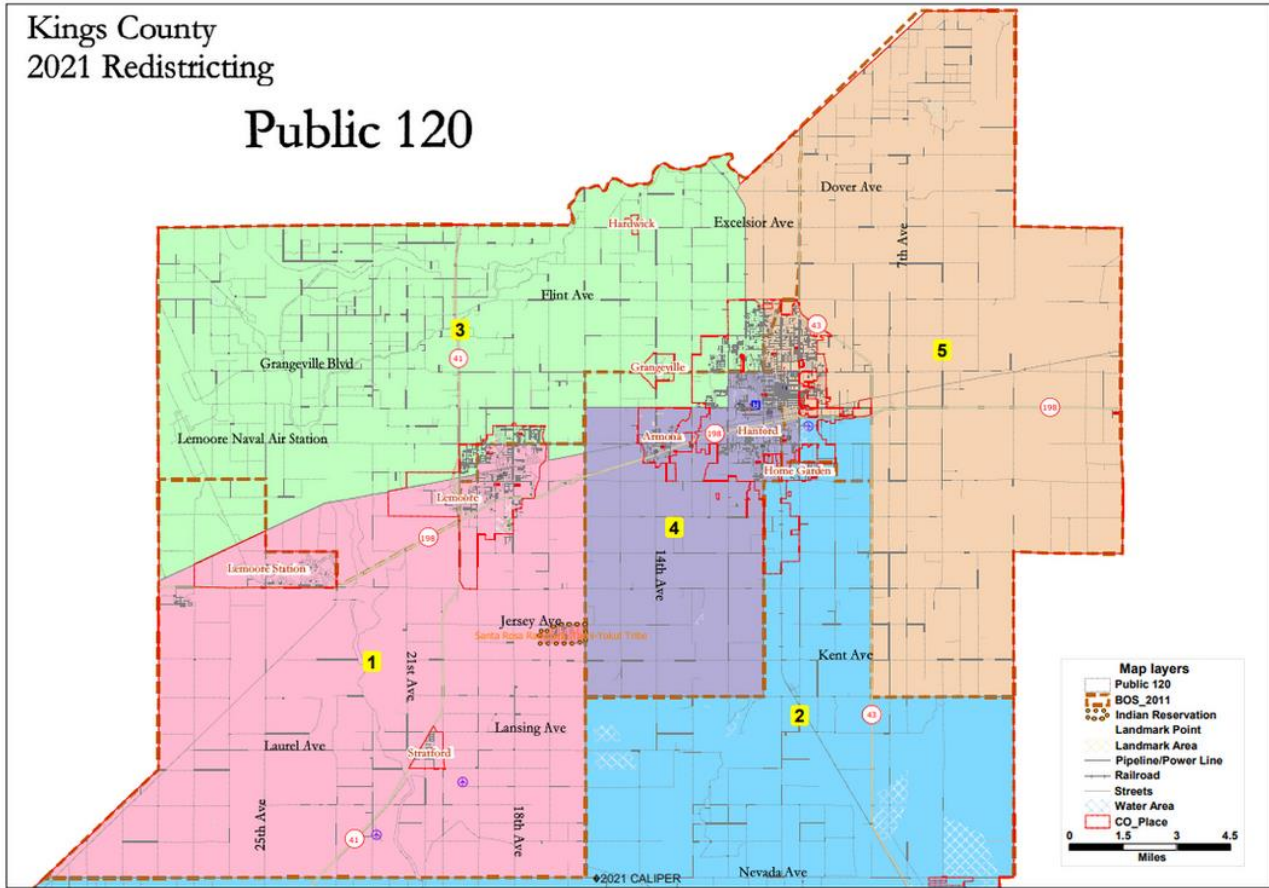 Kings County
2021 Redistricting
Public 120
Dover Ave
Hardwick
Excelsior Ave
7th Ave
Flint Ave
3
43
5
41
Grangeville Blvd
Grangeville
198
Lemoore Naval Air Station
Armona
198
Hanford
Home Garden
Lemoore
4
198
14th Ave
Lemoore Station
Jersey Ave
Santa Rosa
Tribe
1
21st Ave
Kent Ave
2
43
Lansing Ave
Laurel Ave
Stratford
25th Ave
18th Ave
41
Nevada Ave
©2021 CALIPER
Map layers
Public 120
BOS_2011
Indian Reservation
Landmark Point
Landmark Area
Pipeline/Power Line
Railroad
Streets
Water Area
CO_Place
0 1.5 3 4.5
Miles